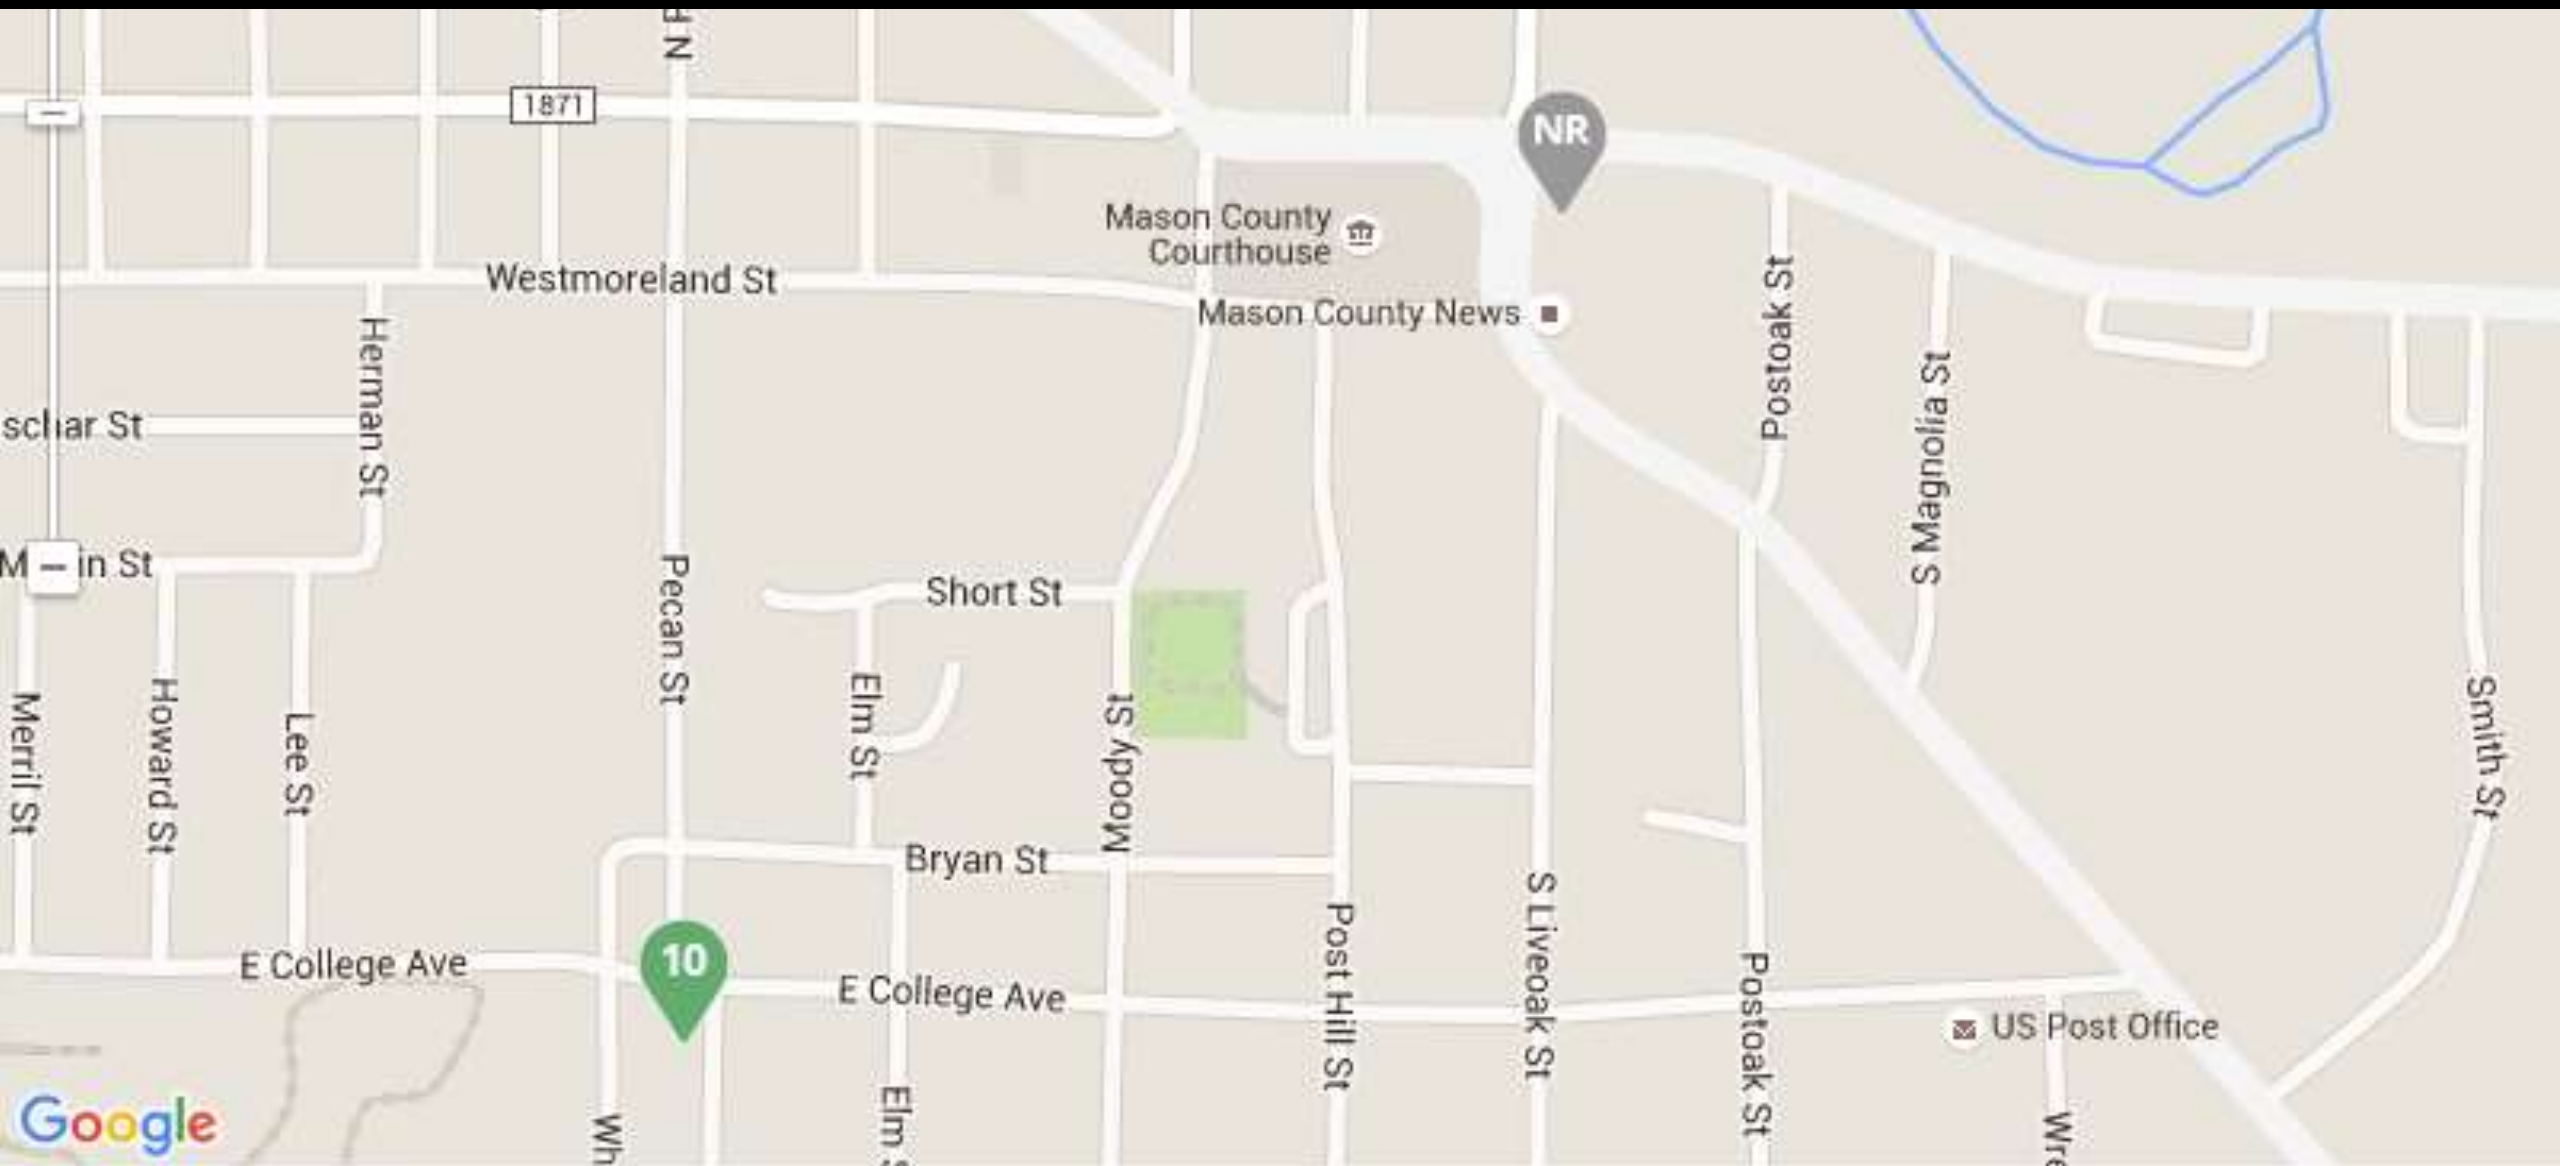 N
1871
NR
Mason County
Courthouse
Westmoreland St
Mason County News
Postoak St
Herman St
S Magnolia St
St
in St
Short St
Pecan St
Elm St
Moody St
Merril St
Howard St
Lee St
Smith St
Bryan St
S Liveoak St
Post Hill St
10
E College Ave
E College Ave
Postoak St
US Post Office
Elm
Google